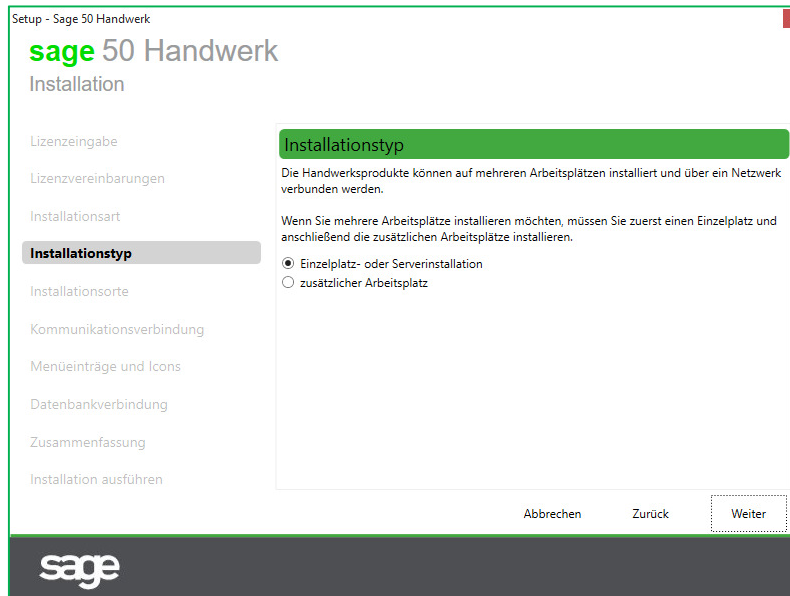 Setup - Sage 50 Handwerk
sage 50 Handwerk
Installation
Lizenzeingabe
Lizenzvereinbarungen
Installationsart
Installationstyp
Installationsorte
Kommunikationsverbindung
Menüeinträge und Icons
Datenbankverbindung
Zusammenfassung
Installation ausführen
Installationstyp
Die Handwerksprodukte können auf mehreren Arbeitsplätzen installiert und über ein Netzwerk
verbunden werden.
Wenn Sie mehrere Arbeitsplätze installieren möchten, müssen Sie zuerst einen Einzelplatz und
anschließend die zusätzlichen Arbeitsplätze installieren.
Einzelplatz- oder Serverinstallation
zusätzlicher Arbeitsplatz
Abbrechen Zurück Weiter
sage